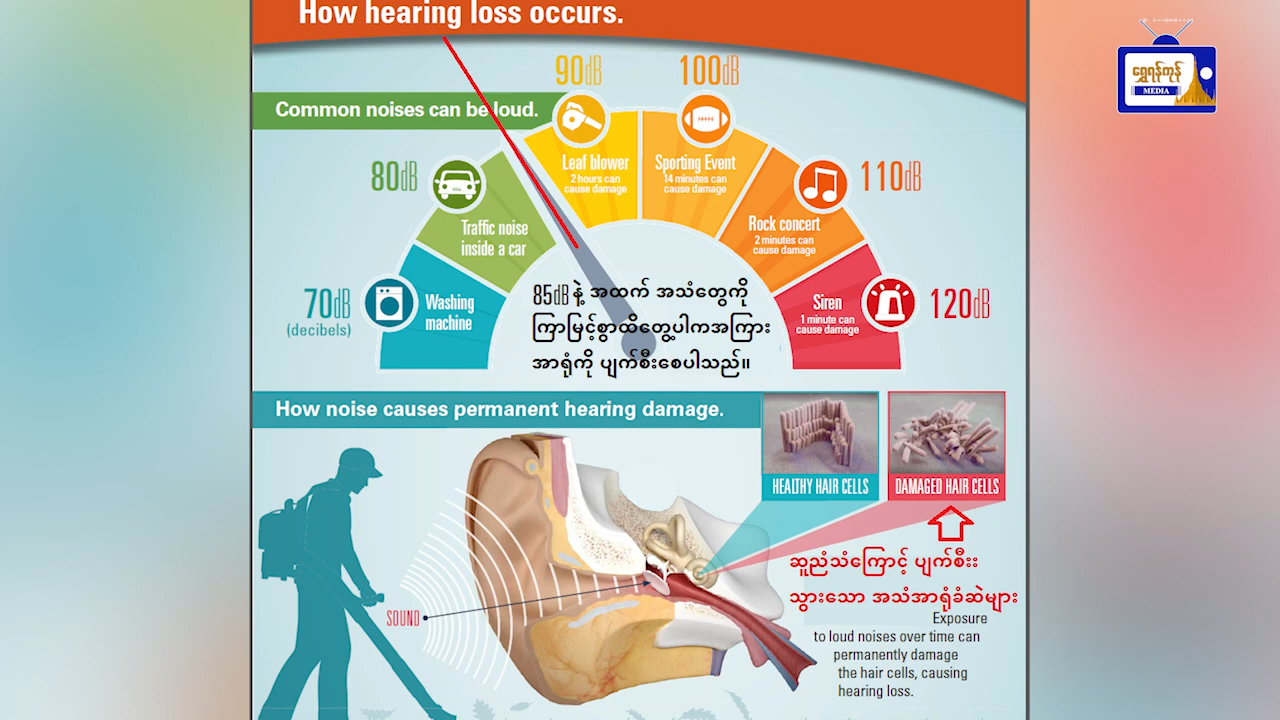 How hearing loss occurs.
ရွှေရန်ကုန်
MEDIA
Common noises can be loud.
90dB
100dB
80dB
110dB
Leaf blower
2 hours can
cause damage
Sporting Event
14 minutes can
cause damage
Traffic noise
inside a car
Rock concert
2 minutes can
cause damage
70dB
(decibels)
Washing
machine
Siren
1 minute can
cause damage
120dB
85dB နဲ့ အထက် အသံတွေကို
ကြာမြင့်စွာထိတွေ့ပါကအကြား
အာရုံကို ပျက်စီးစေပါသည်။
How noise causes permanent hearing damage.
HEALTHY HAIR CELLS
DAMAGED HAIR CELLS
ဆူညံသံကြောင့် ပျက်စီးး
သွားသော အသံအာရုံခံဆဲများ
SOUND
Exposure
to loud noises over time can
permanently damage
the hair cells, causing
hearing loss.